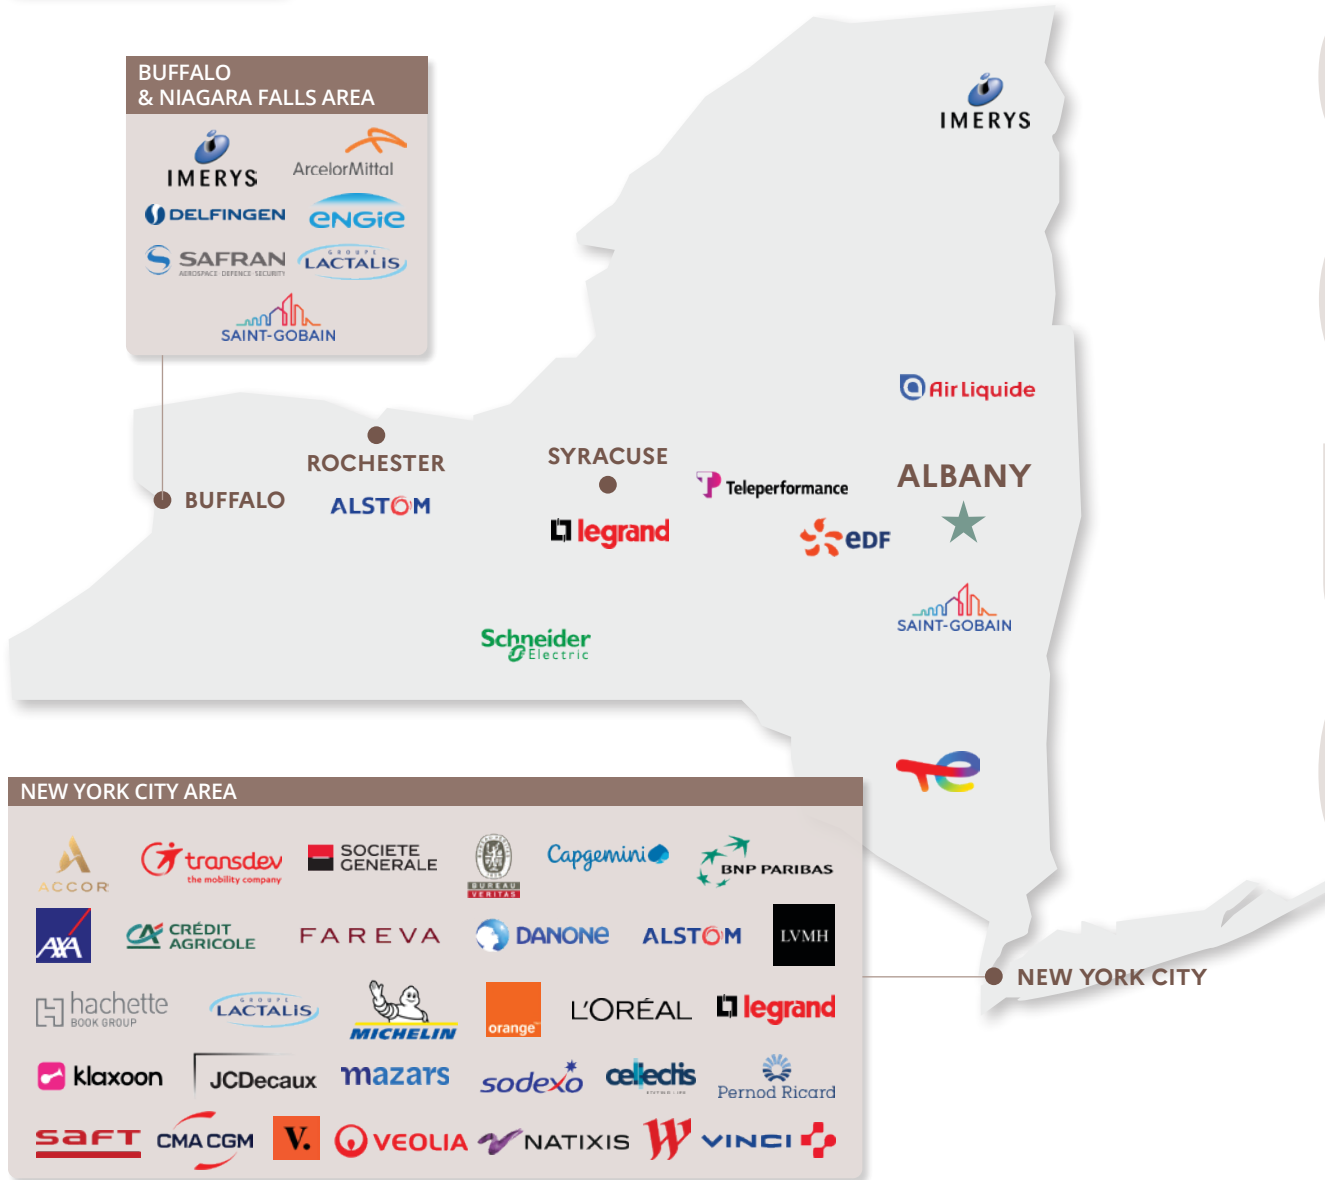 BUFFALO
& NIAGARA FALLS AREA
IMERYS
ArcelorMittal
DELFINGEN
ENGIE
SAFRAN
AEROSPACE · DEFENCE · SECURITY
GROUPE
LACTALIS
SAINT-GOBAIN
IMERYS
Air Liquide
ROCHESTER
ALSTOM
BUFFALO
SYRACUSE
legrand
Teleperformance
ALBANY
eDF
SAINT-GOBAIN
Schneider
Electric
TE
NEW YORK CITY AREA
ACCOR
transdev
the mobility company
SOCIETE
GENERALE
BUREAU
VERITAS
Capgemini
BNP PARIBAS
AXA
CRÉDIT
AGRICOLE
FAREVA
DANONE
ALSTOM
LVMH
hachette
BOOK GROUP
GROUPE
LACTALIS
MICHELIN
orange™
L'ORÉAL
legrand
klaxoon
JCDecaux
mazars
sodexo
cellectis
Pernod Ricard
SAFT
CMA CGM
V.
VEOLIA
NATIXIS
W
VINCI
NEW YORK CITY